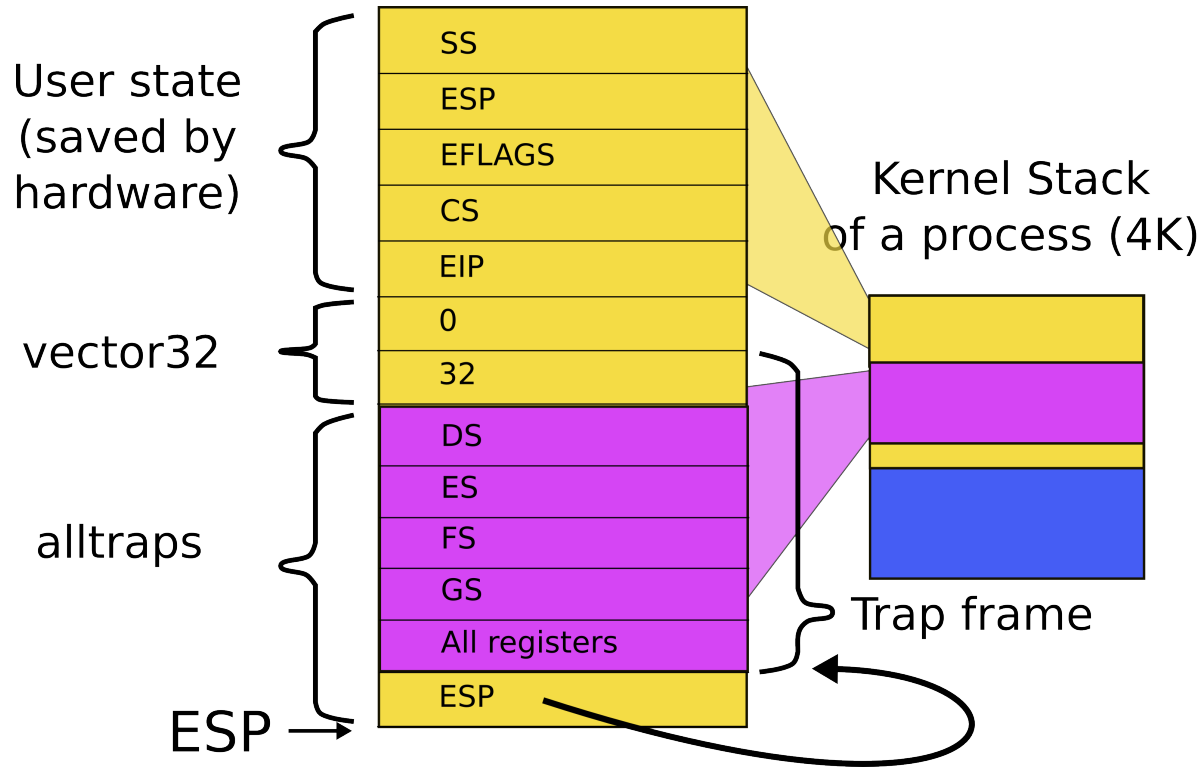 User state
(saved by
hardware)
vector32
alltraps
ESP
SS
ESP
EFLAGS
CS
EIP
0
32
DS
ES
FS
GS
All registers
ESP
Kernel Stack
of a process (4K)
Trap frame